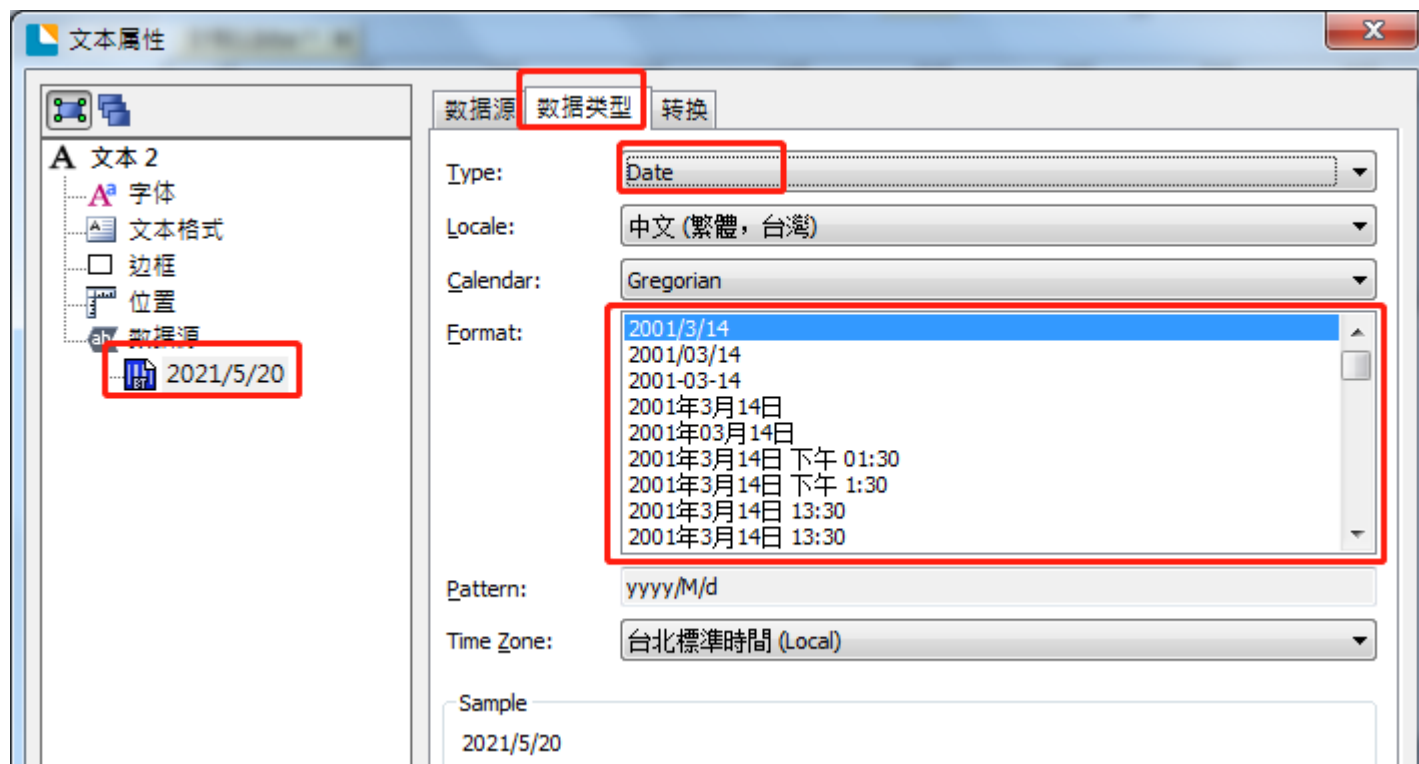 文本属性
数据源
数据类型
转换
A 文本 2
字体
文本格式
边框
位置
数据源
2021/5/20
Type:
Date
Locale:
中文 (繁體，台灣)
Calendar:
Gregorian
Format:
2001/3/14
2001/03/14
2001-03-14
2001年3月14日
2001年03月14日
2001年3月14日 下午 01:30
2001年3月14日 下午 1:30
2001年3月14日 13:30
2001年3月14日 13:30
Pattern:
yyyy/M/d
Time Zone:
台北標準時間 (Local)
Sample
2021/5/20